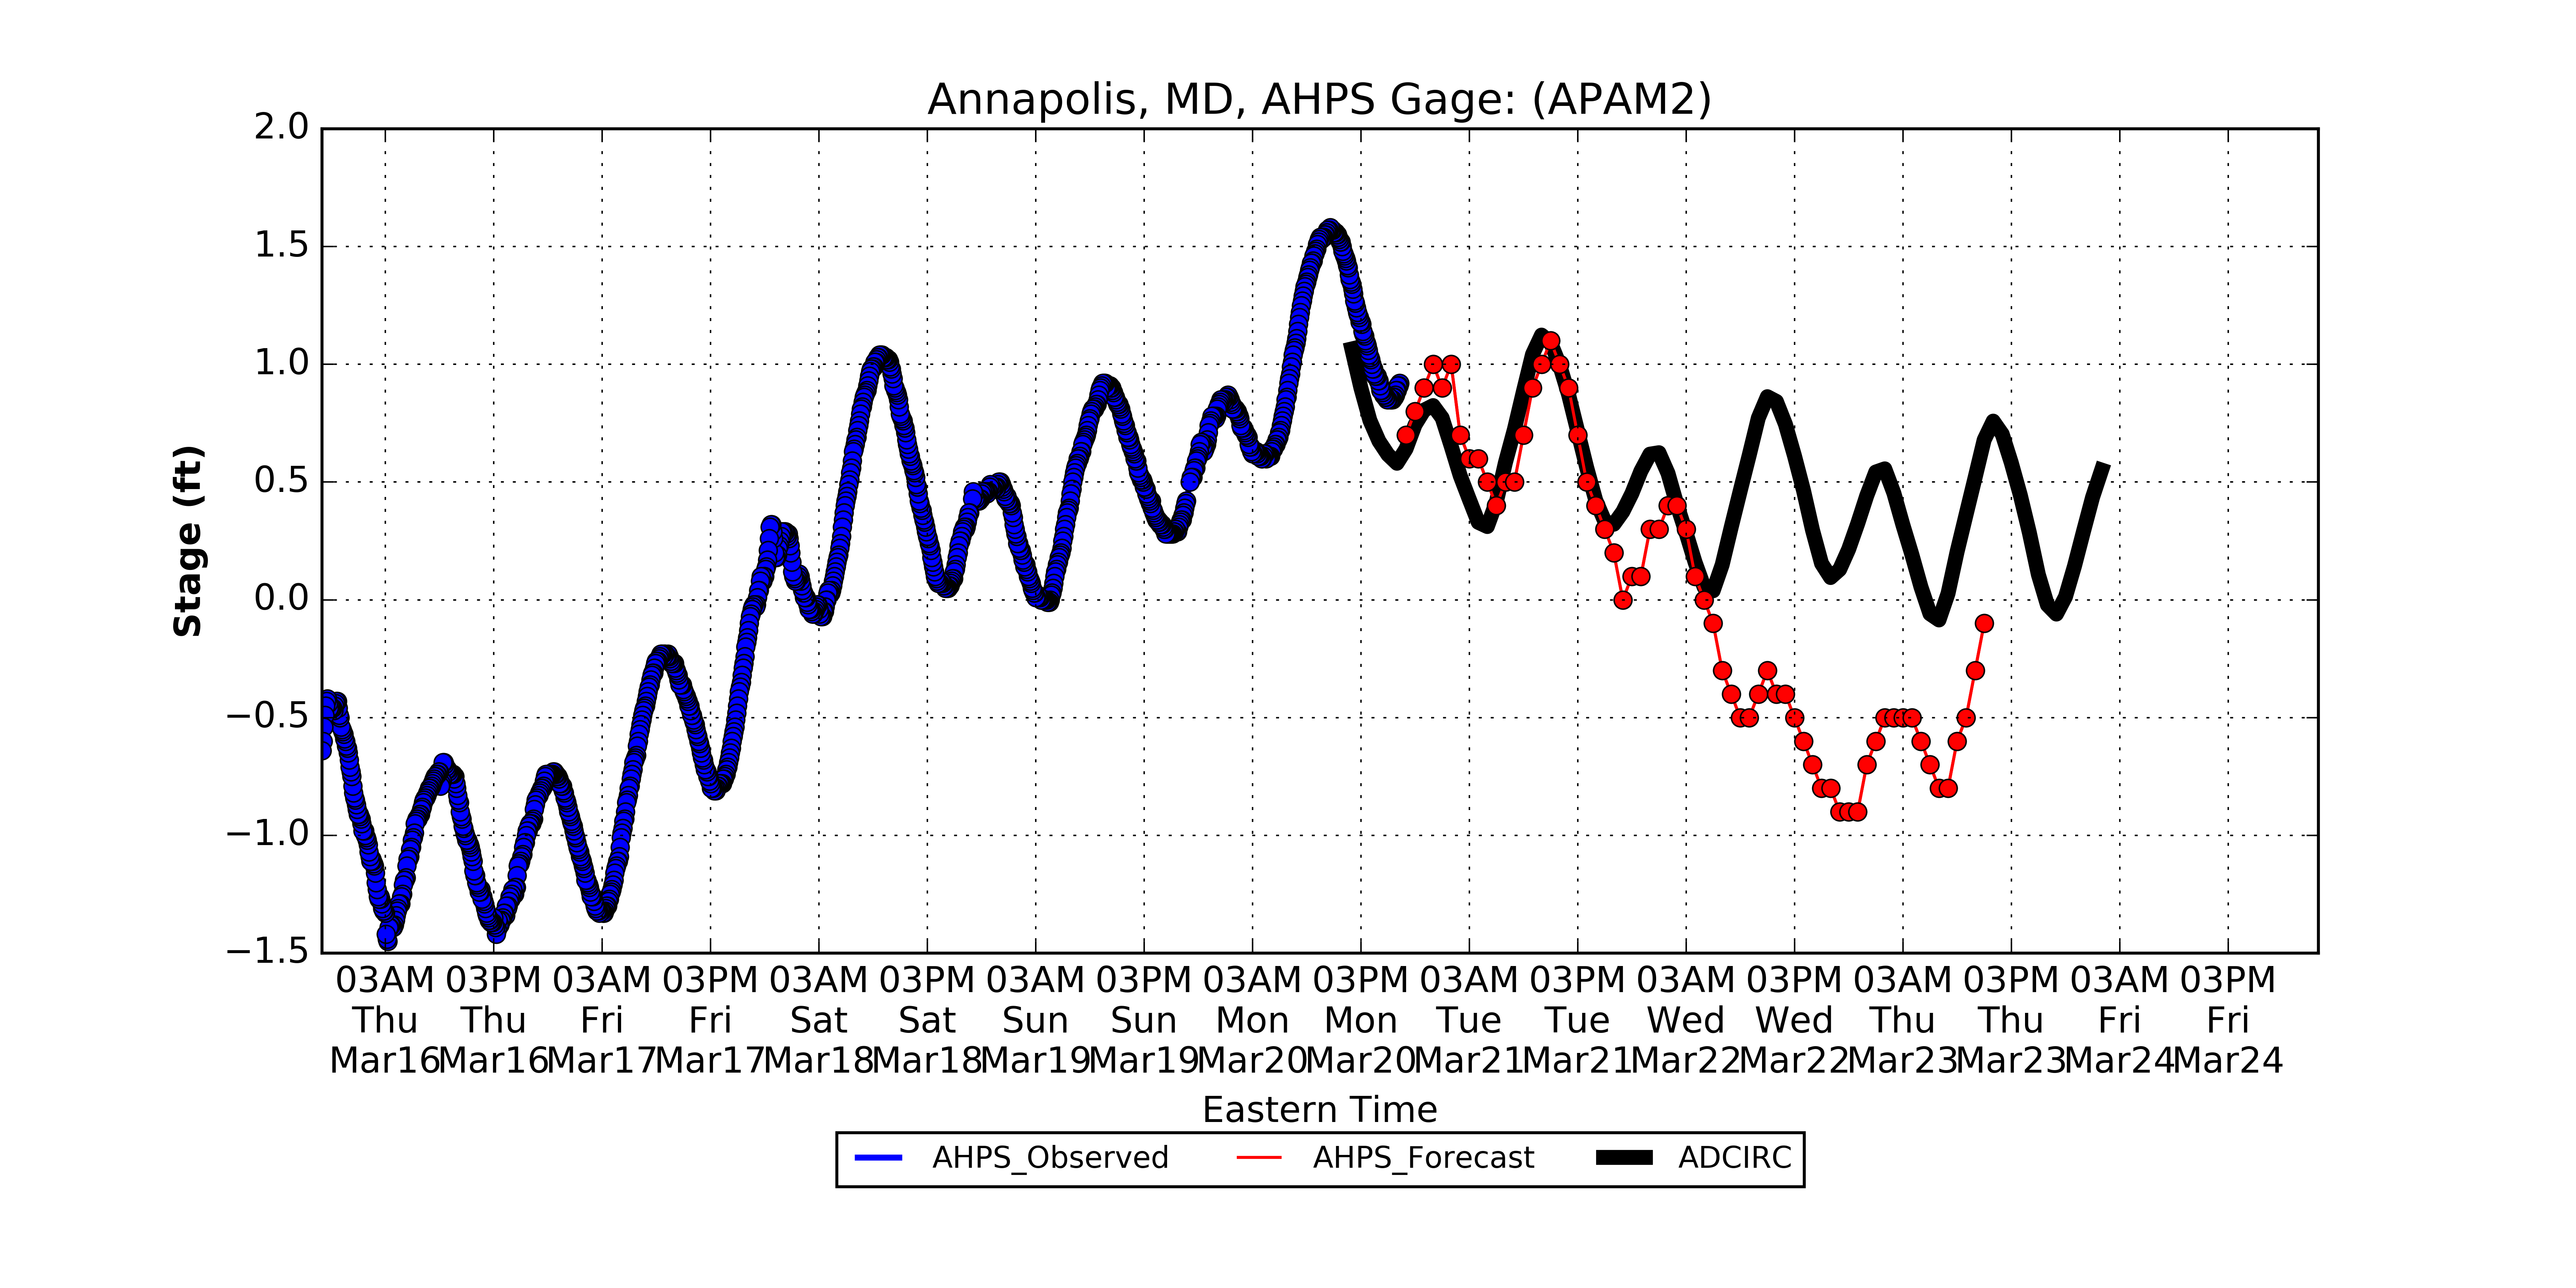 Annapolis, MD, AHPS Gage: (APAM2)
2.0
1.5
1.0
0.5
0.0
−0.5
−1.0
−1.5
Stage (ft)
03AM 03PM 03AM 03PM 03AM 03PM 03AM 03PM 03AM 03PM 03AM 03PM 03AM 03PM 03AM 03PM 03AM 03PM
Thu Thu Fri Fri Sat Sat Sun Sun Mon Mon Tue Tue Wed Wed Thu Thu Fri Fri
Mar16 Mar16 Mar17 Mar17 Mar18 Mar18 Mar19 Mar19 Mar20 Mar20 Mar21 Mar21 Mar22 Mar22 Mar23 Mar23 Mar24 Mar24
Eastern Time
AHPS_Observed AHPS_Forecast ADCIRC